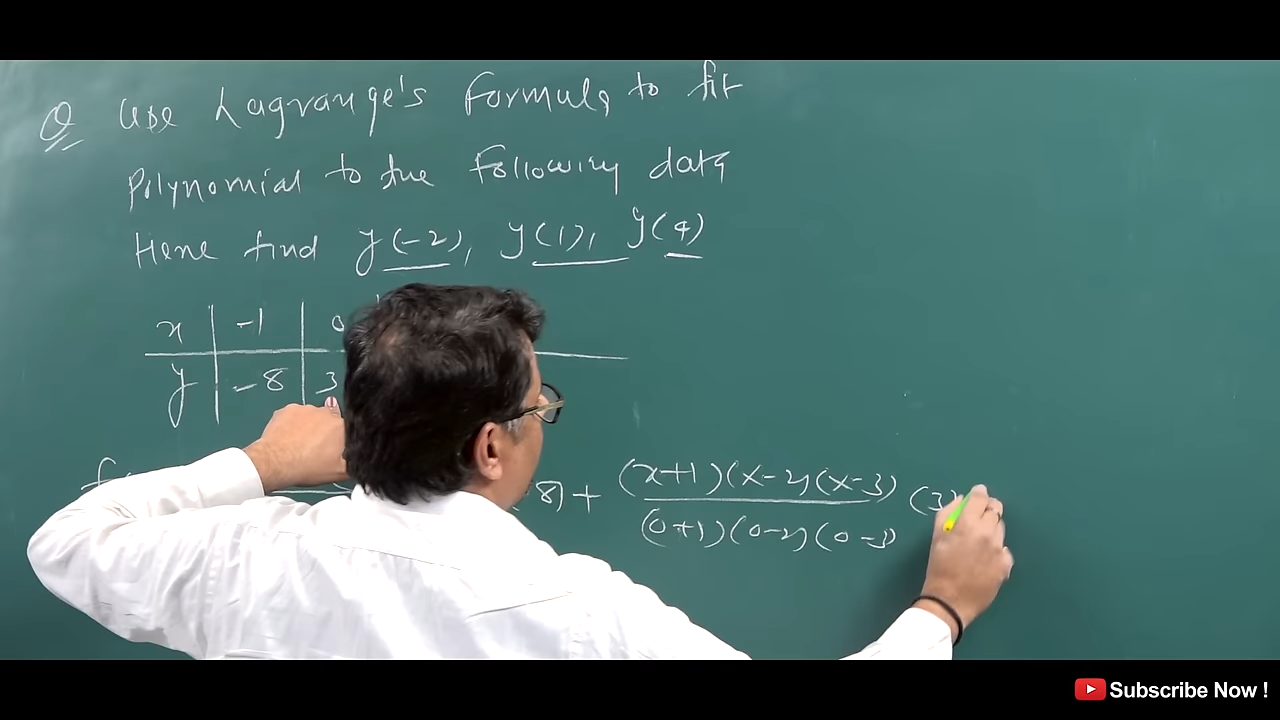 Q Use Lagrange's Formula to fit
Polynomial to the Following data
Hence find y(-2), y(1), y(4)
x | -1 | 0
y | -8 | 3
8) + (x+1)(x-2)(x-3) (3)
(0+1)(0-2)(0-3)
Subscribe Now !